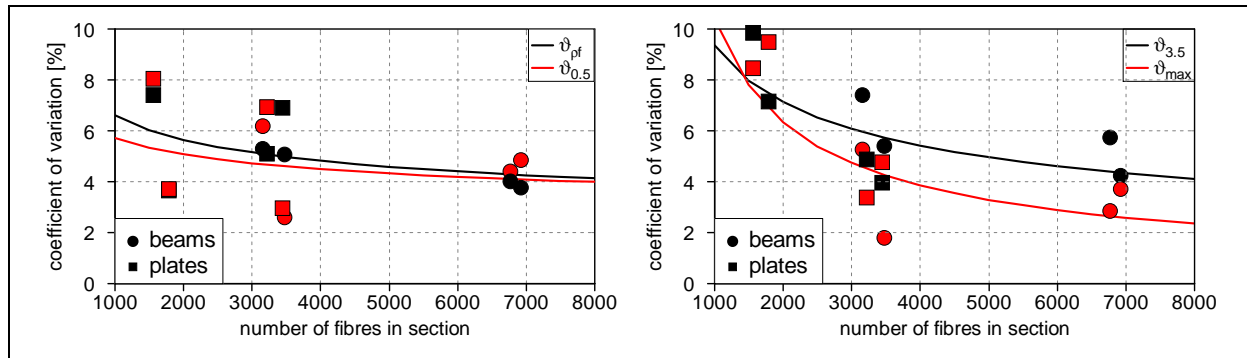 coefficient of variation [%]
10
8
6
4
2
0
ϑρf
ϑ0.5
beams
plates
1000 2000 3000 4000 5000 6000 7000 8000
number of fibres in section
coefficient of variation [%]
10
8
6
4
2
0
ϑ3.5
ϑmax
beams
plates
1000 2000 3000 4000 5000 6000 7000 8000
number of fibres in section